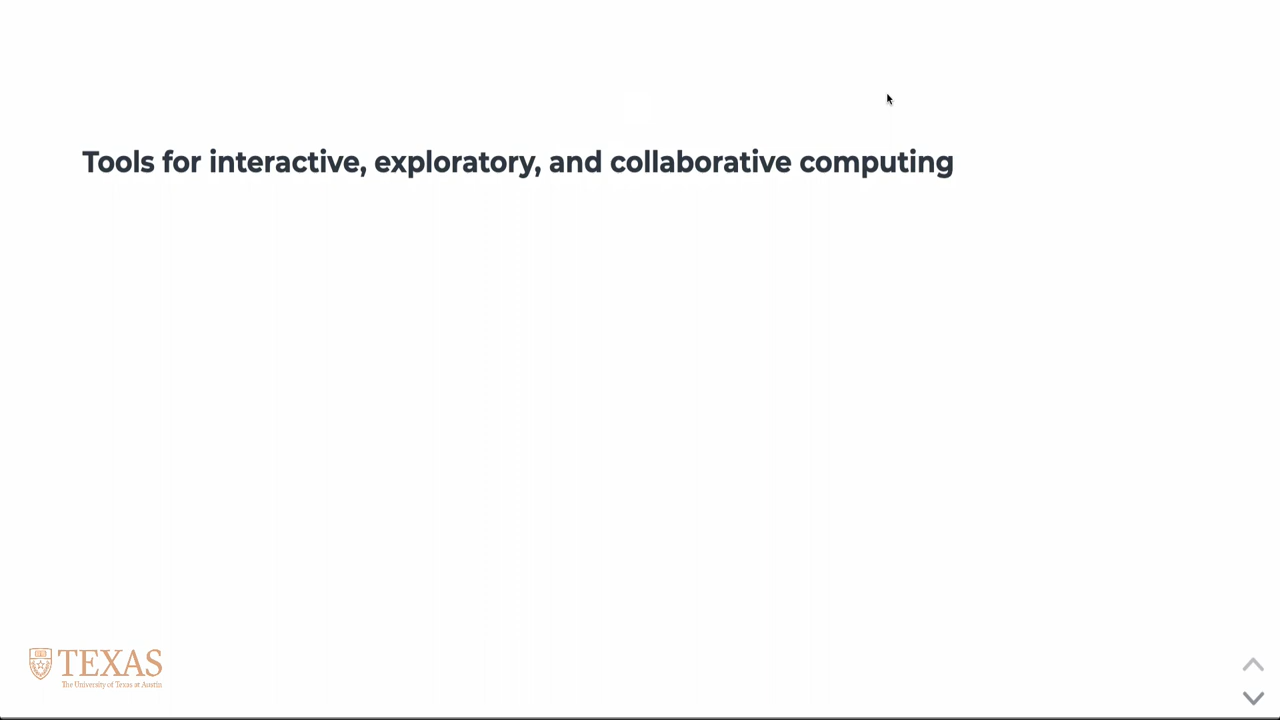 Tools for interactive, exploratory, and collaborative computing
TEXAS
The University of Texas at Austin